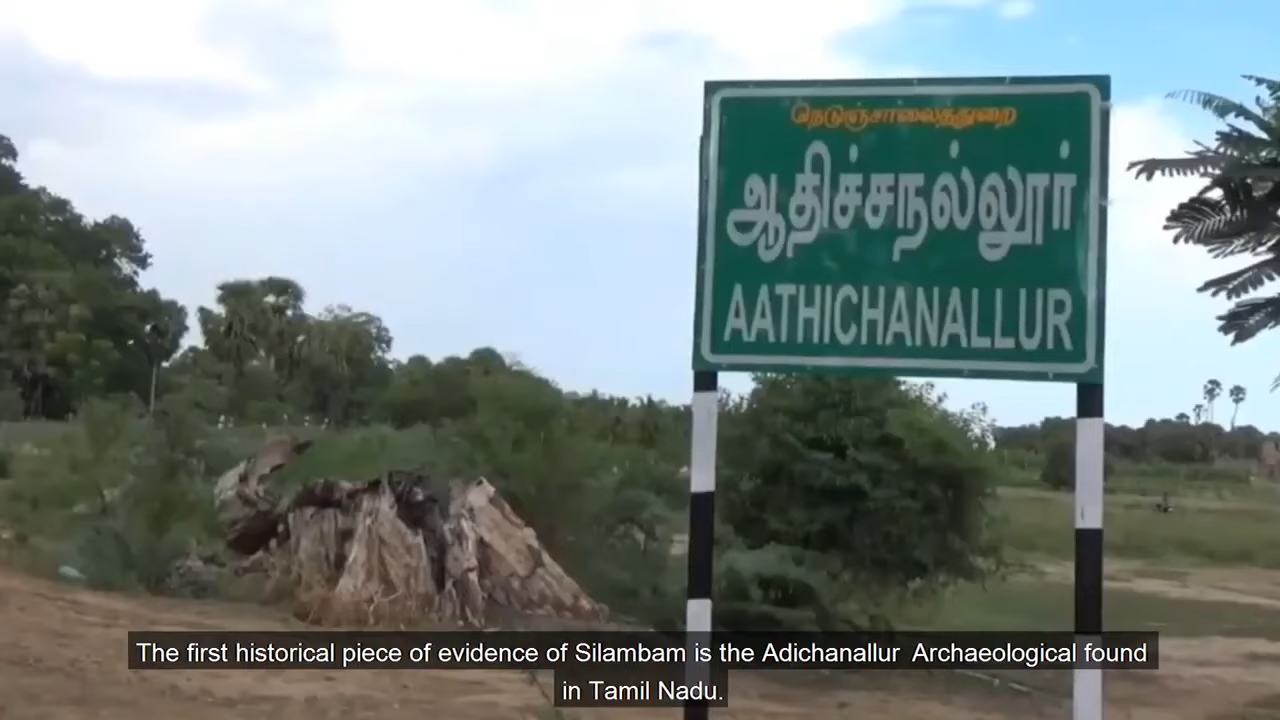 நெடுஞ்சாலைத்துறை
ஆதிச்சநல்லூர்
AATHICHANALLUR
The first historical piece of evidence of Silambam is the Adichanallur Archaeological found
in Tamil Nadu.